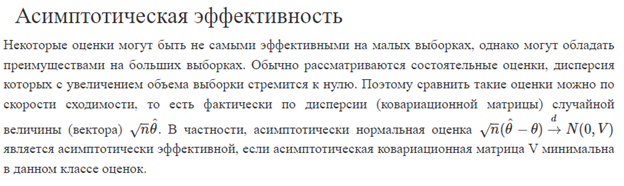 Асимптотическая эффективность
Некоторые оценки могут быть не самыми эффективными на малых выборках, однако могут обладать
преимуществами на больших выборках. Обычно рассматриваются состоятельные оценки, дисперсия
которых с увеличением объема выборки стремится к нулю. Поэтому сравнить такие оценки можно по
скорости сходимости, то есть фактически по дисперсии (ковариационной матрицы) случайной
величины (вектора) $\sqrt{n}\hat{\theta}$. В частности, асимптотически нормальная оценка $\sqrt{n}(\hat{\theta} - \theta) \xrightarrow{d} N(0, V)$
является асимптотически эффективной, если асимптотическая ковариационная матрица V минимальна
в данном классе оценок.